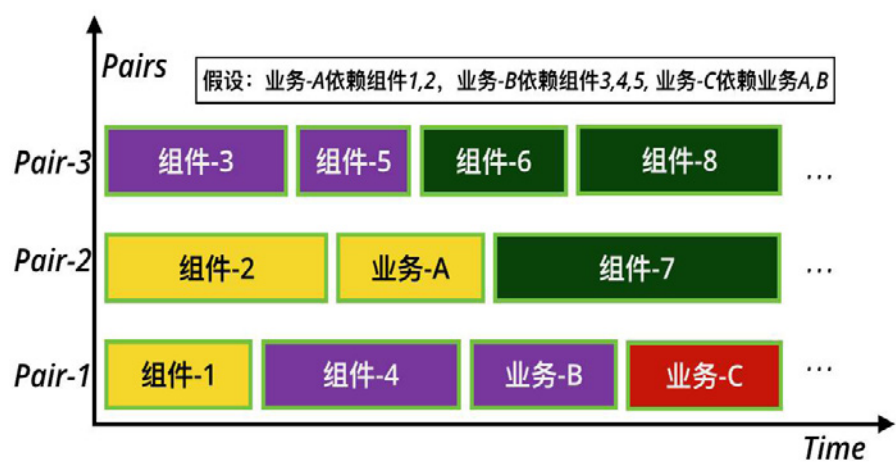 Pairs
假设：业务-A依赖组件1,2，业务-B依赖组件3,4,5, 业务-C依赖业务A,B
Pair-3 组件-3 组件-5 组件-6 组件-8 ...
Pair-2 组件-2 业务-A 组件-7 ...
Pair-1 组件-1 组件-4 业务-B 业务-C ...
Time